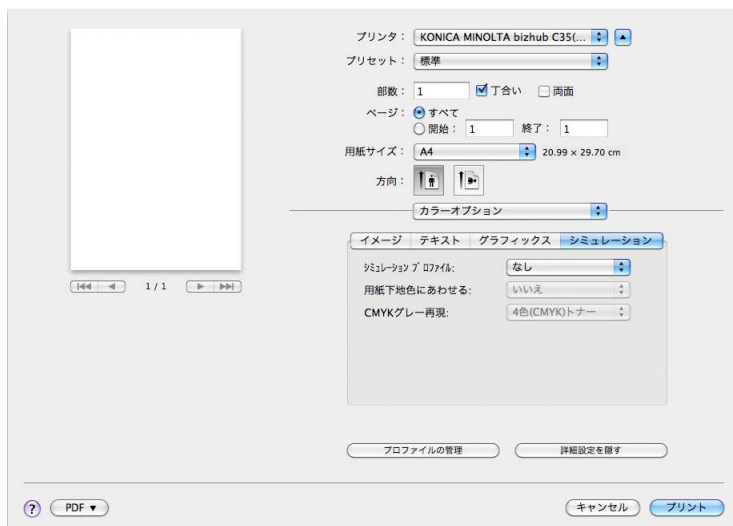 プリンタ： KONICA MINOLTA bizhub C35(...
プリセット： 標準
部数： 1 丁合い 両面
ページ： すべて
開始： 1 終了： 1
用紙サイズ： A4 20.99 × 29.70 cm
方向：
カラーオプション
イメージ テキスト グラフィックス シミュレーション
シミュレーションプロファイル: なし
用紙下地色にあわせる: いいえ
CMYKグレー再現: 4色(CMYK)トナー
1 / 1
プロファイルの管理 詳細設定を隠す
? PDF ▼ キャンセル プリント